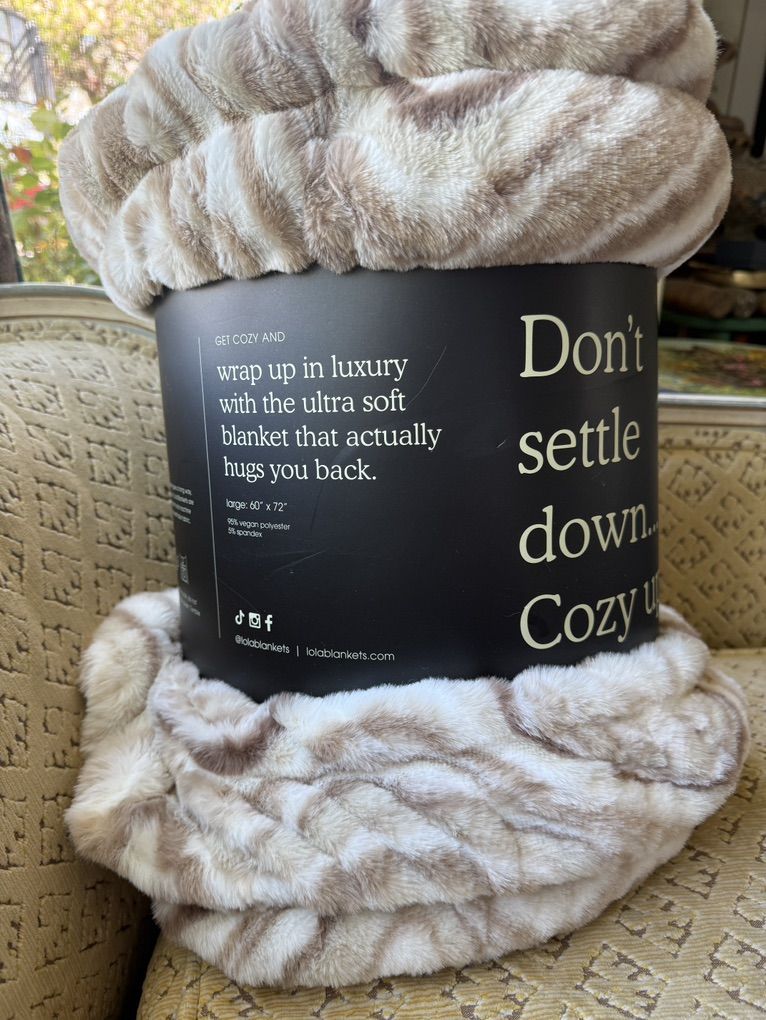 GET COZY AND
wrap up in luxury
with the ultra soft
blanket that actually
hugs you back.
large: 60" x 72"
95% vegan polyester
5% spandex
@lolablankets | lolablankets.com
Don't
settle
down...
Cozy up